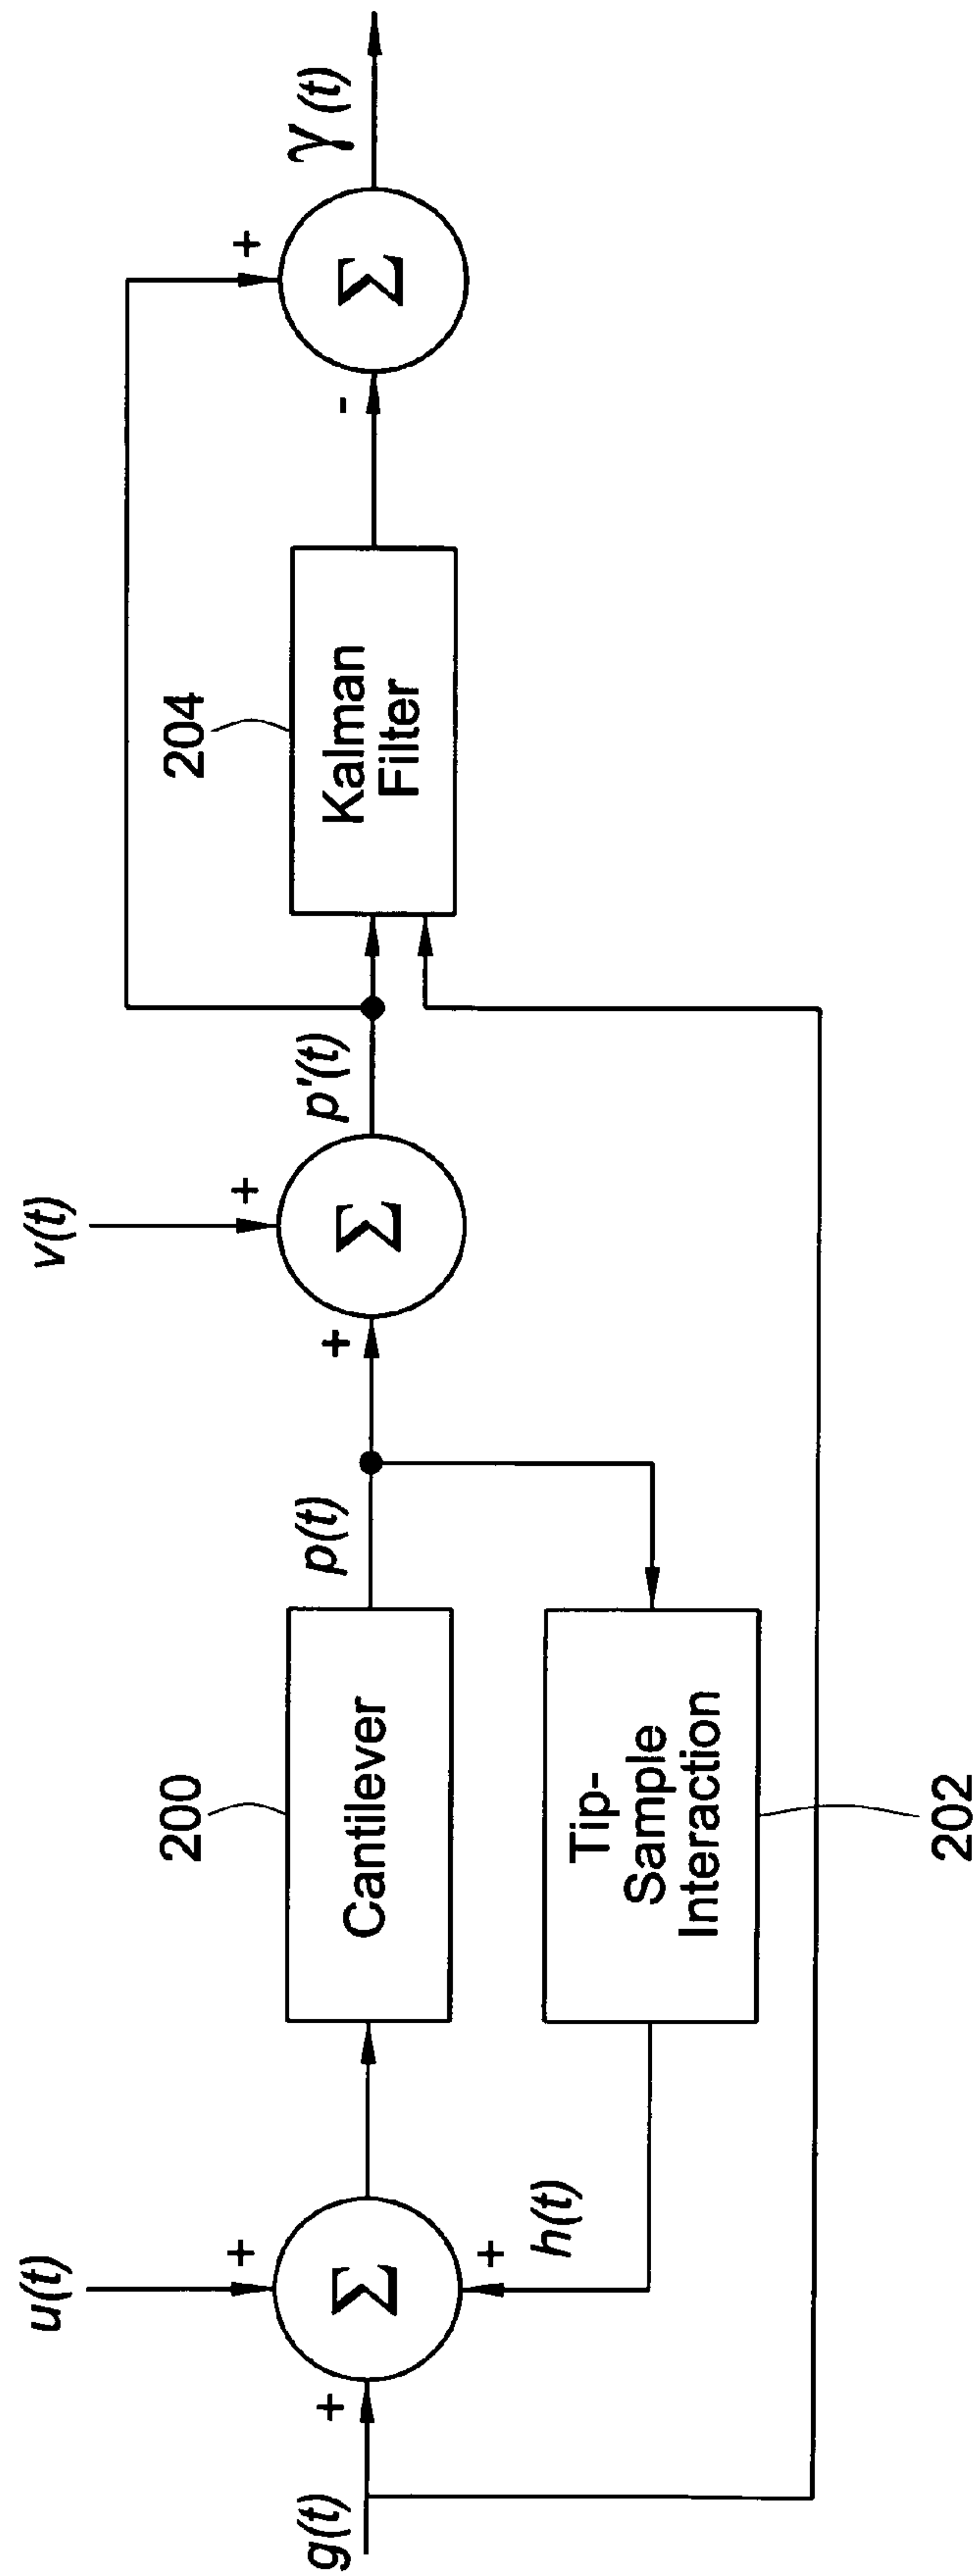 g(t)
+
u(t)
+
Σ
+
h(t)
200
Cantilever
p(t)
Tip-
Sample
Interaction
202
v(t)
+
+
Σ
p'(t)
204
Kalman
Filter
-
+
Σ
γ (t)